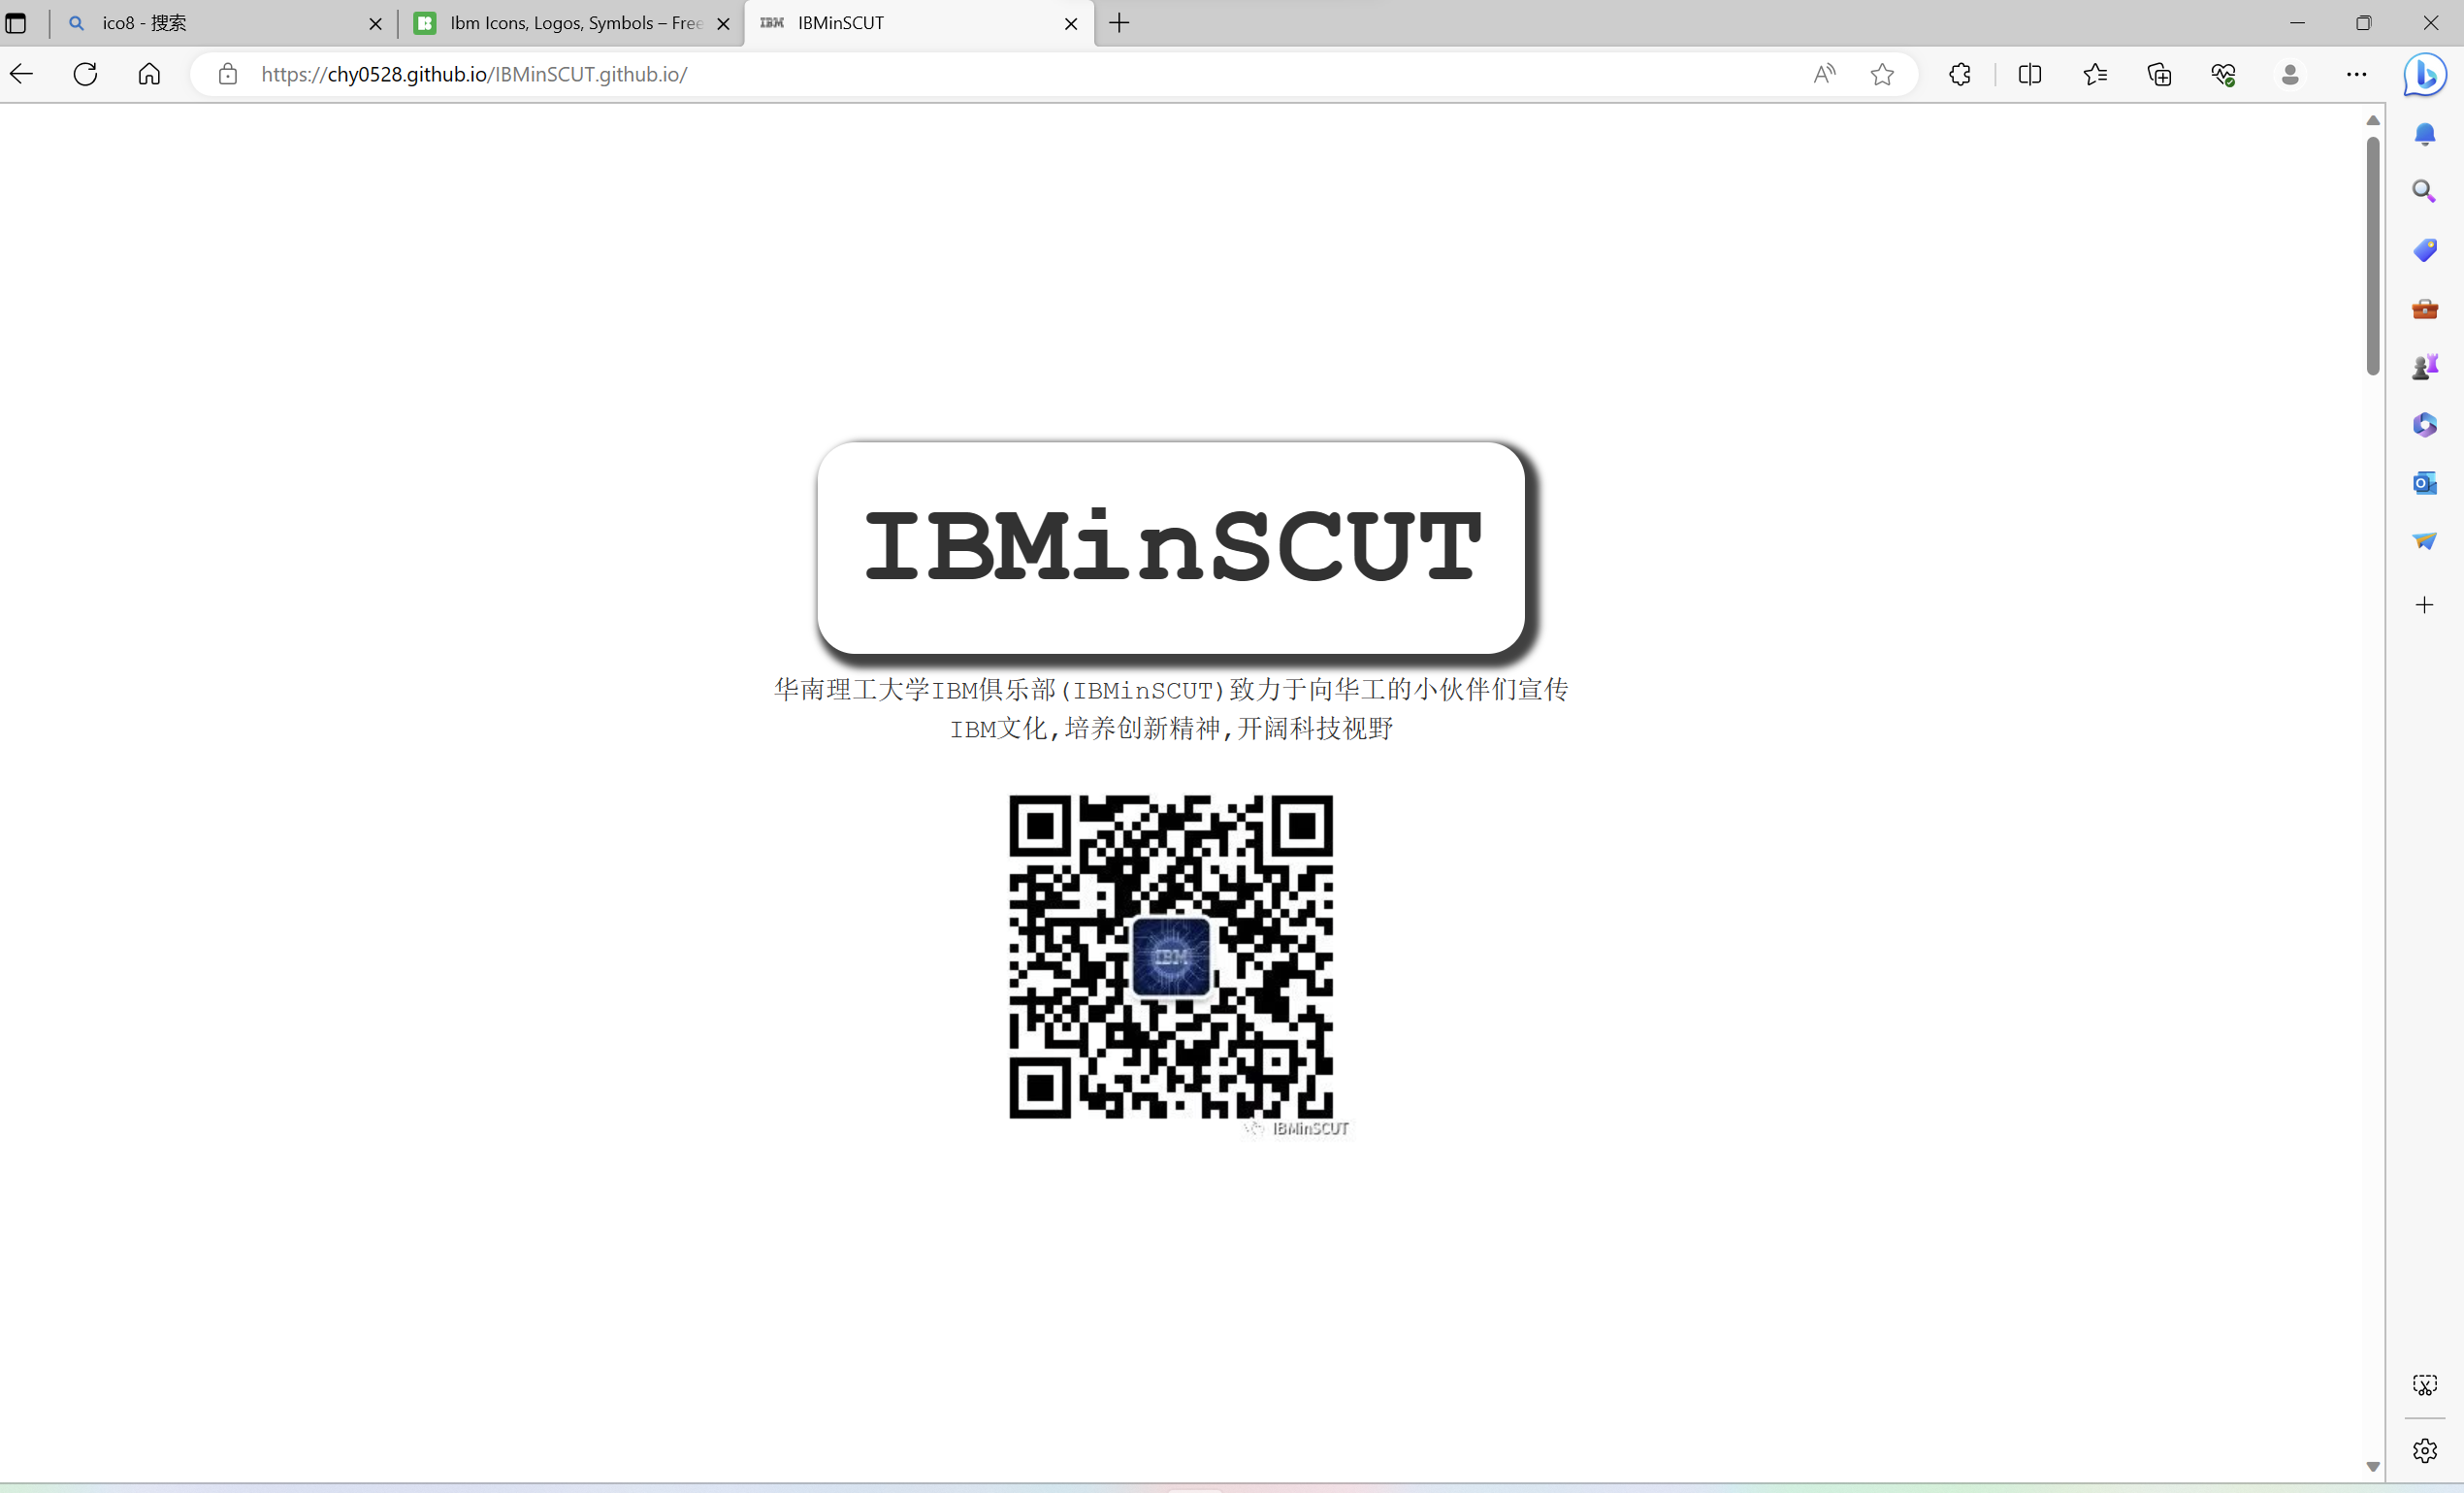 ico8 - 搜索
Ibm Icons, Logos, Symbols – Free
IBM
IBMinSCUT
https://chy0528.github.io/IBMinSCUT.github.io/
IBMinSCUT
华南理工大学IBM俱乐部(IBMinSCUT)致力于向华工的小伙伴们宣传
IBM文化,培养创新精神,开阔科技视野
IBM
IBMinSCUT